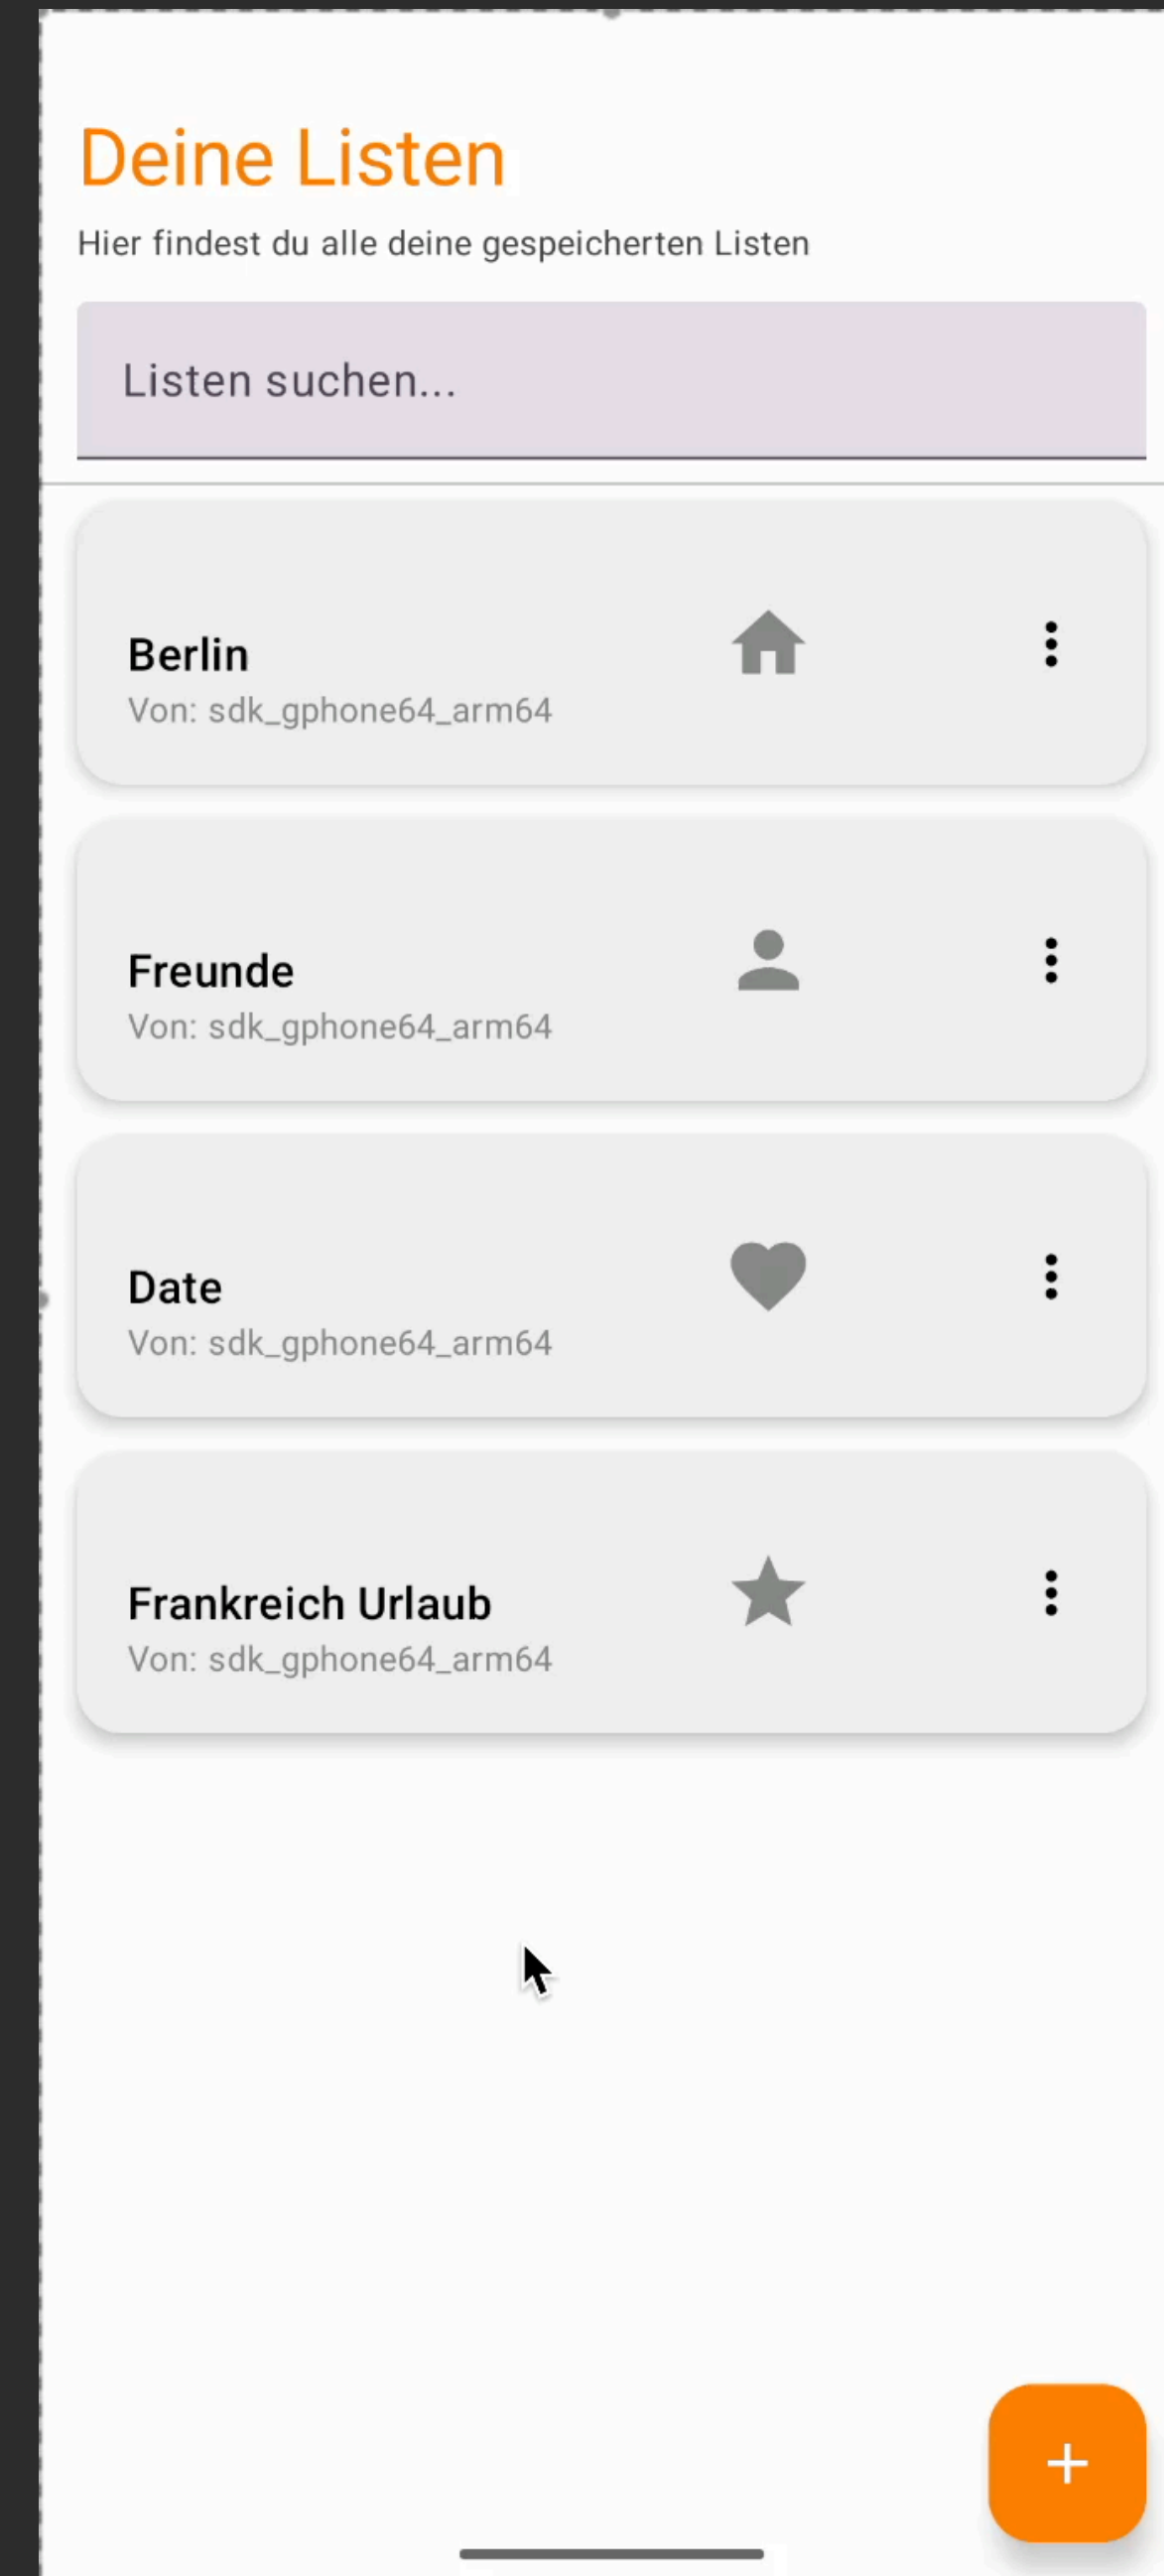 Deine Listen
Hier findest du alle deine gespeicherten Listen
Listen suchen...
Berlin
Von: sdk_gphone64_arm64
Freunde
Von: sdk_gphone64_arm64
Date
Von: sdk_gphone64_arm64
Frankreich Urlaub
Von: sdk_gphone64_arm64